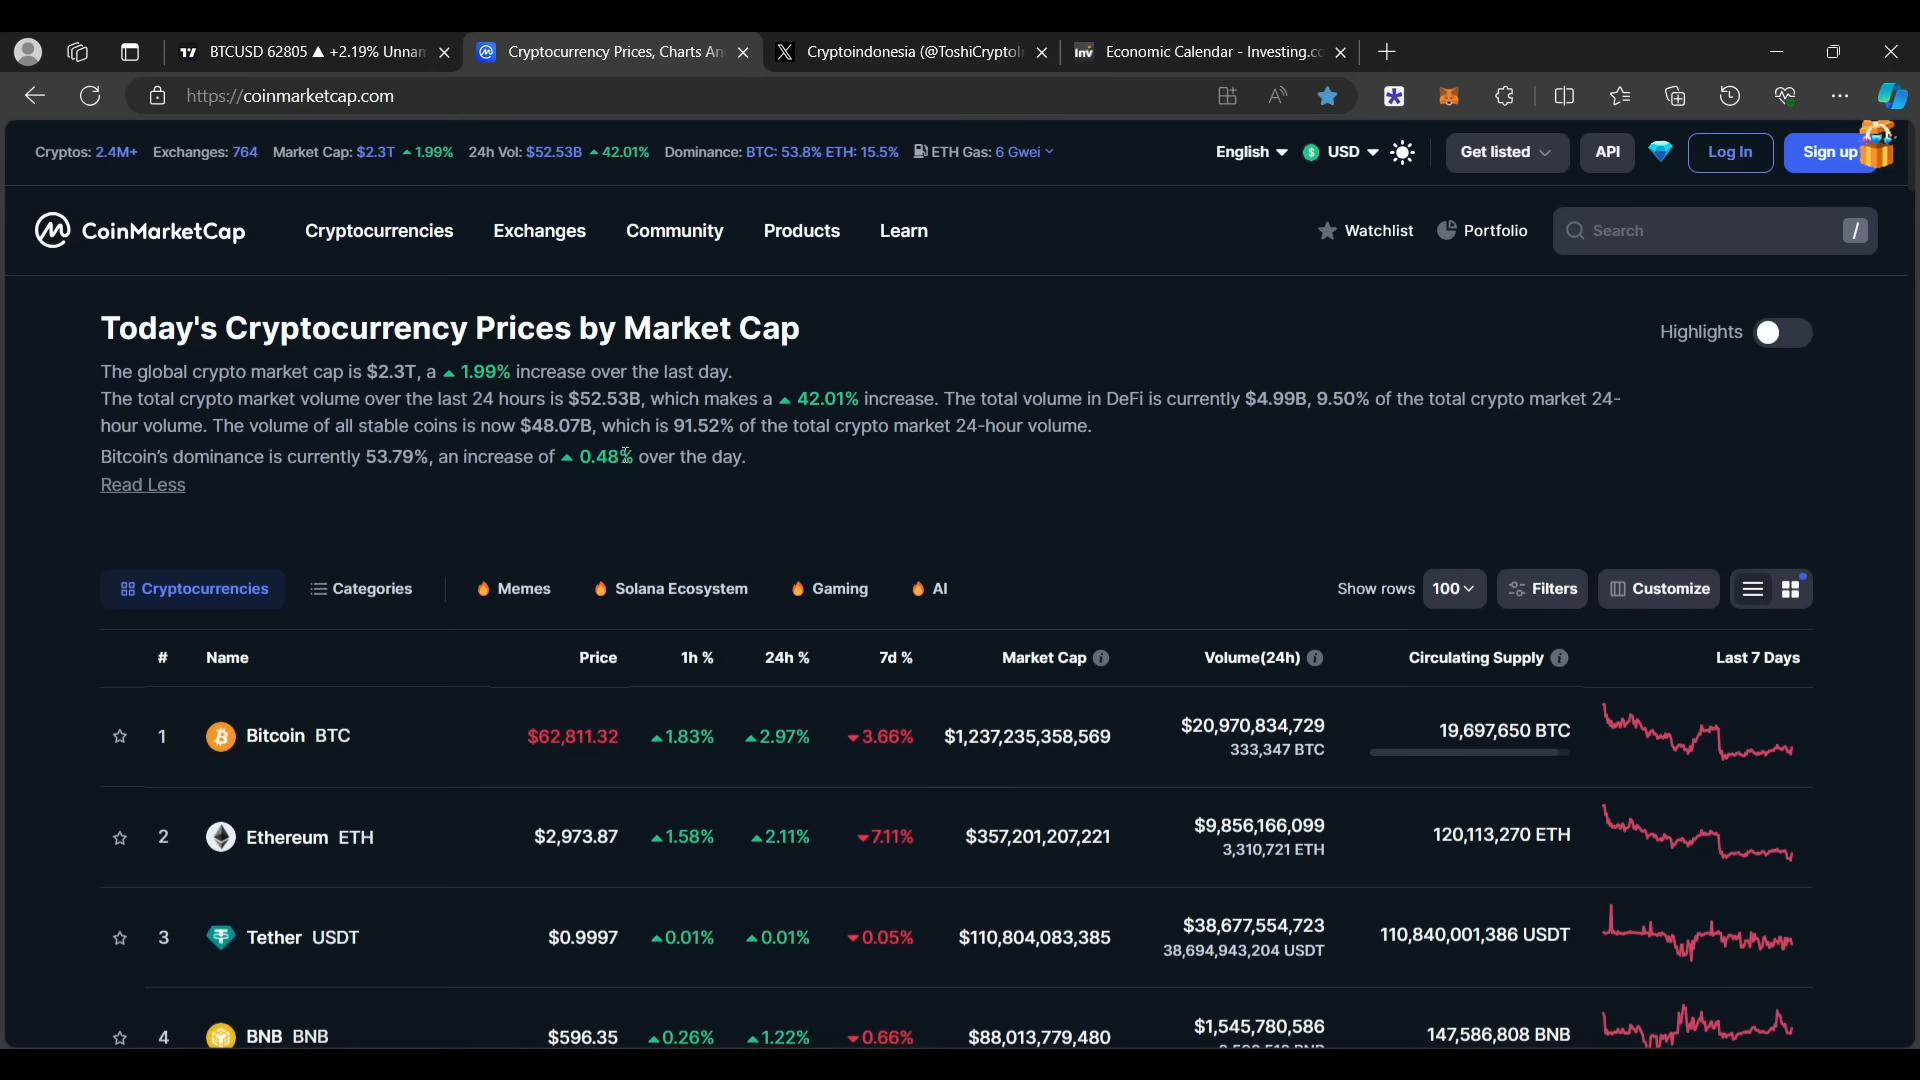 BTCUSD 62805 ▲ +2.19% Unnan
Cryptocurrency Prices, Charts An
Cryptoindonesia (@ToshiCryptoI
Economic Calendar - Investing.co
https://coinmarketcap.com
Cryptos: 2.4M+ Exchanges: 764 Market Cap: $2.3T ▲ 1.99% 24h Vol: $52.53B ▲ 42.01% Dominance: BTC: 53.8% ETH: 15.5% ETH Gas: 6 Gwei
English USD Get listed API Log In Sign up
CoinMarketCap Cryptocurrencies Exchanges Community Products Learn Watchlist Portfolio Search /
Today's Cryptocurrency Prices by Market Cap
Highlights
The global crypto market cap is $2.3T, a ▲ 1.99% increase over the last day.
The total crypto market volume over the last 24 hours is $52.53B, which makes a ▲ 42.01% increase. The total volume in DeFi is currently $4.99B, 9.50% of the total crypto market 24-
hour volume. The volume of all stable coins is now $48.07B, which is 91.52% of the total crypto market 24-hour volume.
Bitcoin's dominance is currently 53.79%, an increase of ▲ 0.48% over the day.
Read Less
Cryptocurrencies Categories Memes Solana Ecosystem Gaming AI Show rows 100 Filters Customize
# Name Price 1h % 24h % 7d % Market Cap Volume(24h) Circulating Supply Last 7 Days
1 Bitcoin BTC $62,811.32 ▲1.83% ▲2.97% ▼3.66% $1,237,235,358,569 $20,970,834,729 19,697,650 BTC
333,347 BTC
2 Ethereum ETH $2,973.87 ▲1.58% ▲2.11% ▼7.11% $357,201,207,221 $9,856,166,099 120,113,270 ETH
3,310,721 ETH
3 Tether USDT $0.9997 ▲0.01% ▲0.01% ▼0.05% $110,804,083,385 $38,677,554,723 110,840,001,386 USDT
38,694,943,204 USDT
4 BNB BNB $596.35 ▲0.26% ▲1.22% ▼0.66% $88,013,779,480 $1,545,780,586 147,586,808 BNB